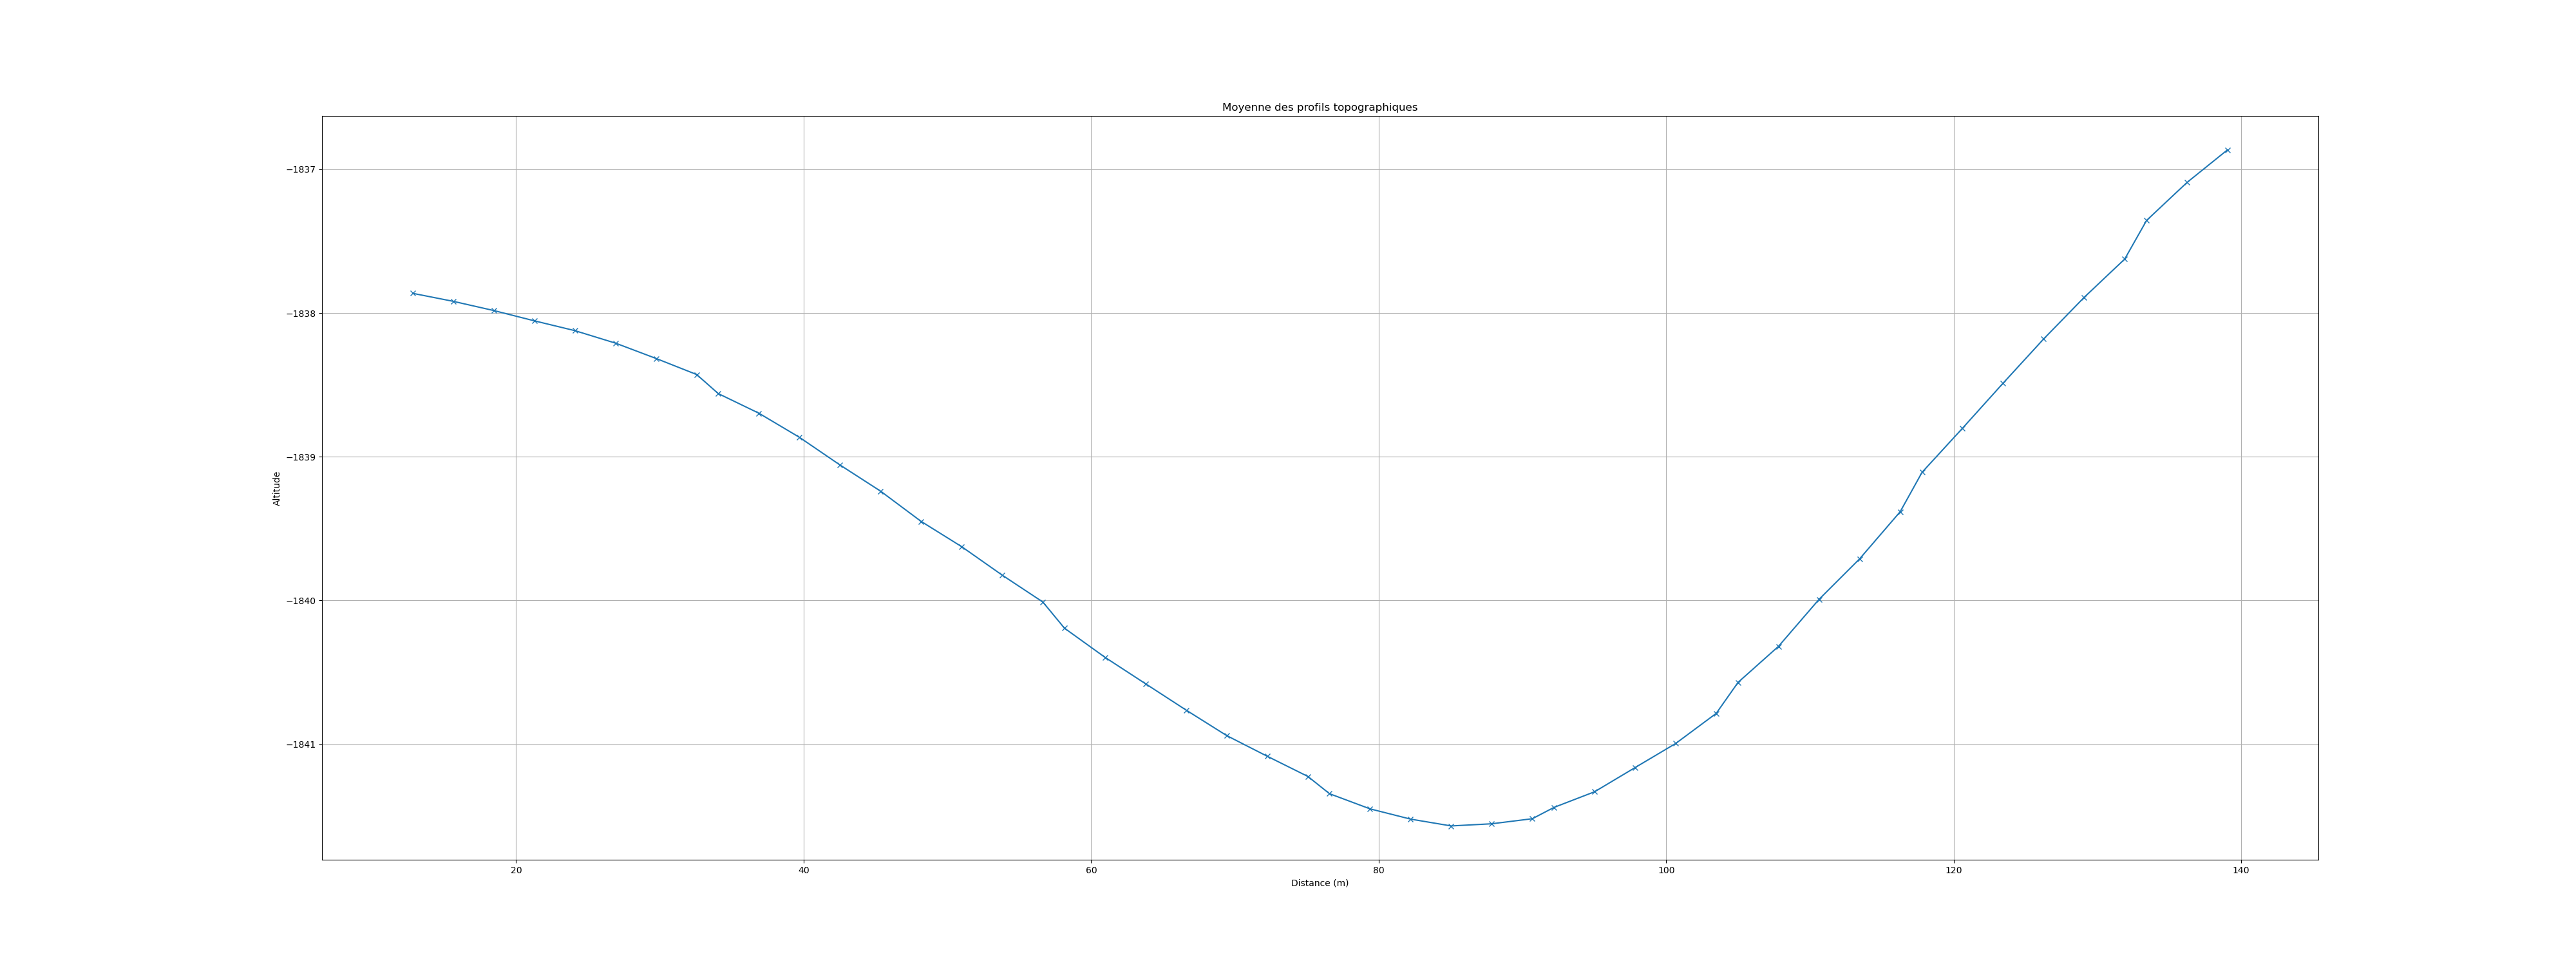 Moyenne des profils topographiques
−1837
−1838
−1839
−1840
−1841
Altitude
20 40 60 80 100 120 140
Distance (m)